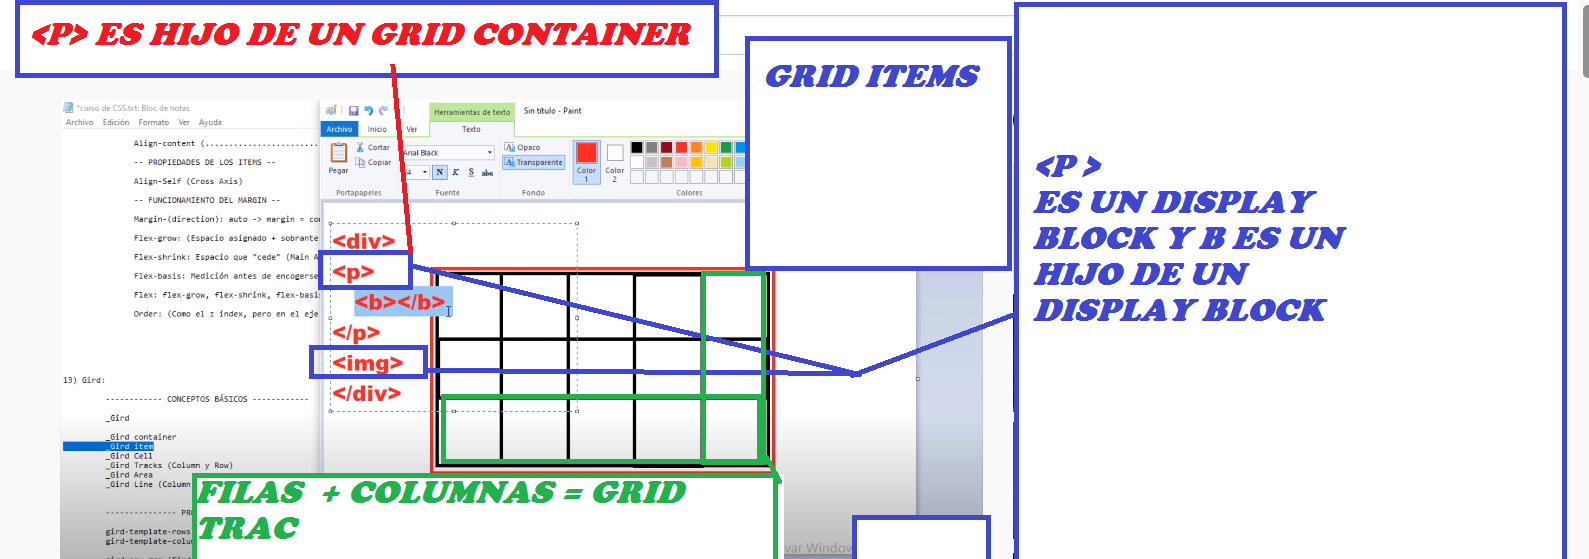 <P> ES HIJO DE UN GRID CONTAINER
GRID ITEMS
<P >
ES UN DISPLAY
BLOCK Y B ES UN
HIJO DE UN
DISPLAY BLOCK
*curso de CSS.txt: Bloc de notas
Archivo Edición Formato Ver Ayuda
Align-content (.........................
-- PROPIEDADES DE LOS ITEMS --
Align-Self (Cross Axis)
-- FUNCIONAMIENTO DEL MARGIN --
Margin-(direction): auto -> margin = co
Flex-grow: (Espacio asignado + sobrante
Flex-shrink: Espacio que "cede" (Main A
Flex-basis: Medición antes de encogerse
Flex: flex-grow, flex-shrink, flex-basi
Order: (Como el z index, pero en el eje
13) Gird:
------------ CONCEPTOS BÁSICOS ------------
_Gird
_Gird container
_Gird item
_Gird Cell
_Gird Tracks (Column y Row)
_Gird Area
_Gird Line (Column
--------------- PR
gird-template-rows
gird-template-colu
Herramientas de texto
Sin título - Paint
Archivo Inicio Ver Texto
Pegar
Cortar
Copiar
Portapapeles
Arial Black
N K S abc
Fuente
Opaco
Transparente
Fondo
Color 1
Color 2
Colores
<div>
<p>
<b></b>
</p>
<img>
</div>
FILAS + COLUMNAS = GRID
TRAC
var Window